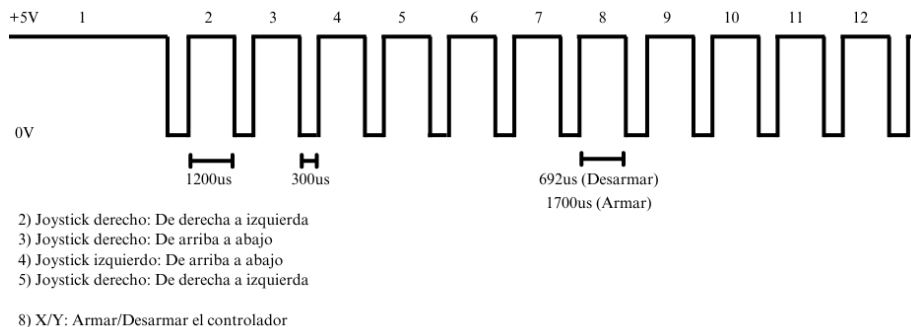 +5V 1 2 3 4 5 6 7 8 9 10 11 12
0V
1200us 300us 692us (Desarmar)
1700us (Armar)
2) Joystick derecho: De derecha a izquierda
3) Joystick derecho: De arriba a abajo
4) Joystick izquierdo: De arriba a abajo
5) Joystick derecho: De derecha a izquierda
8) X/Y: Armar/Desarmar el controlador